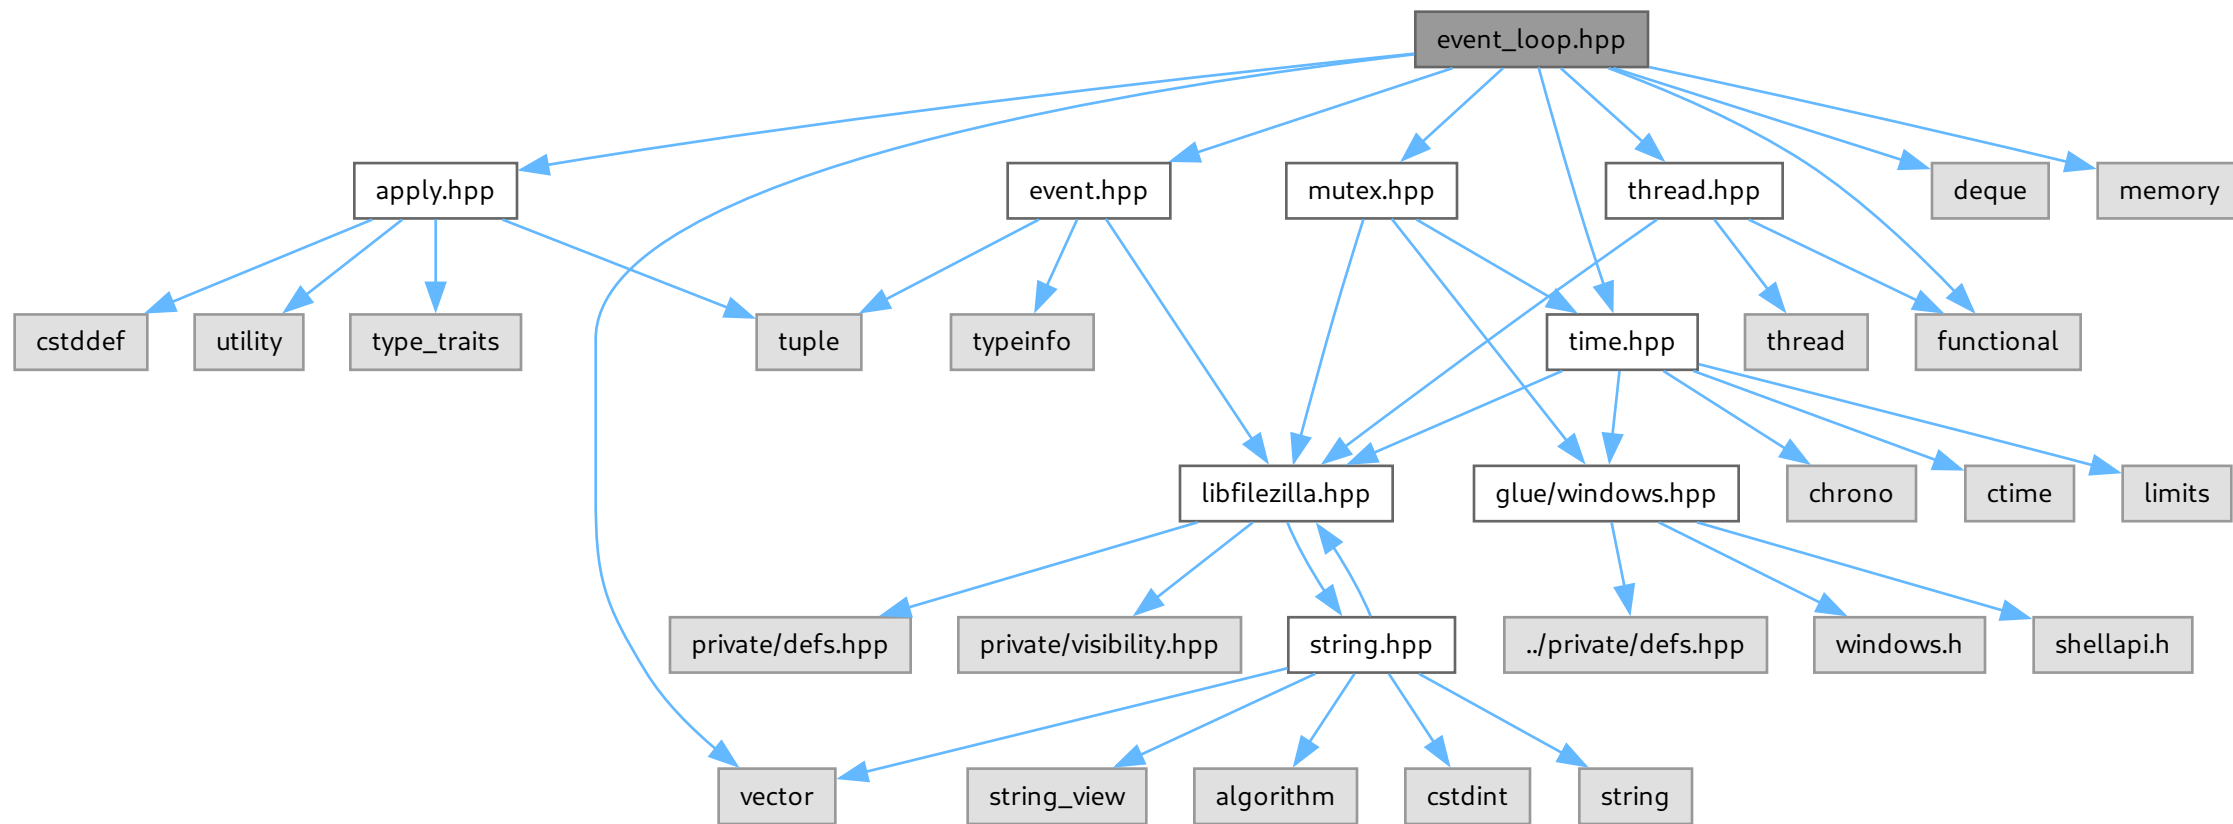 event_loop.hpp
apply.hpp
event.hpp
mutex.hpp
thread.hpp
deque
memory
cstddef
utility
type_traits
tuple
typeinfo
time.hpp
thread
functional
libfilezilla.hpp
glue/windows.hpp
chrono
ctime
limits
private/defs.hpp
private/visibility.hpp
string.hpp
../private/defs.hpp
windows.h
shellapi.h
vector
string_view
algorithm
cstdint
string